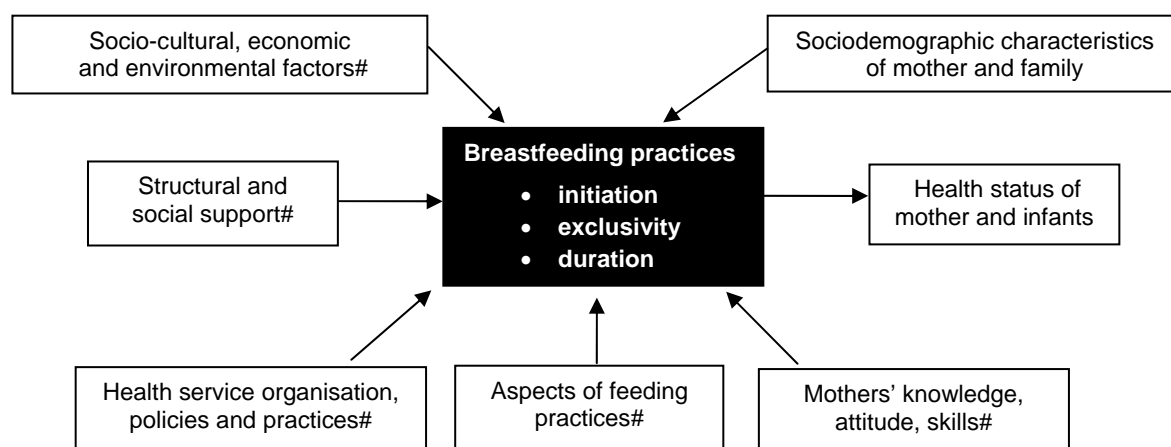 Socio-cultural, economic
and environmental factors#
Sociodemographic characteristics
of mother and family
Breastfeeding practices
• initiation
• exclusivity
• duration
Structural and
social support#
Health status of
mother and infants
Health service organisation,
policies and practices#
Aspects of feeding
practices#
Mothers’ knowledge,
attitude, skills#